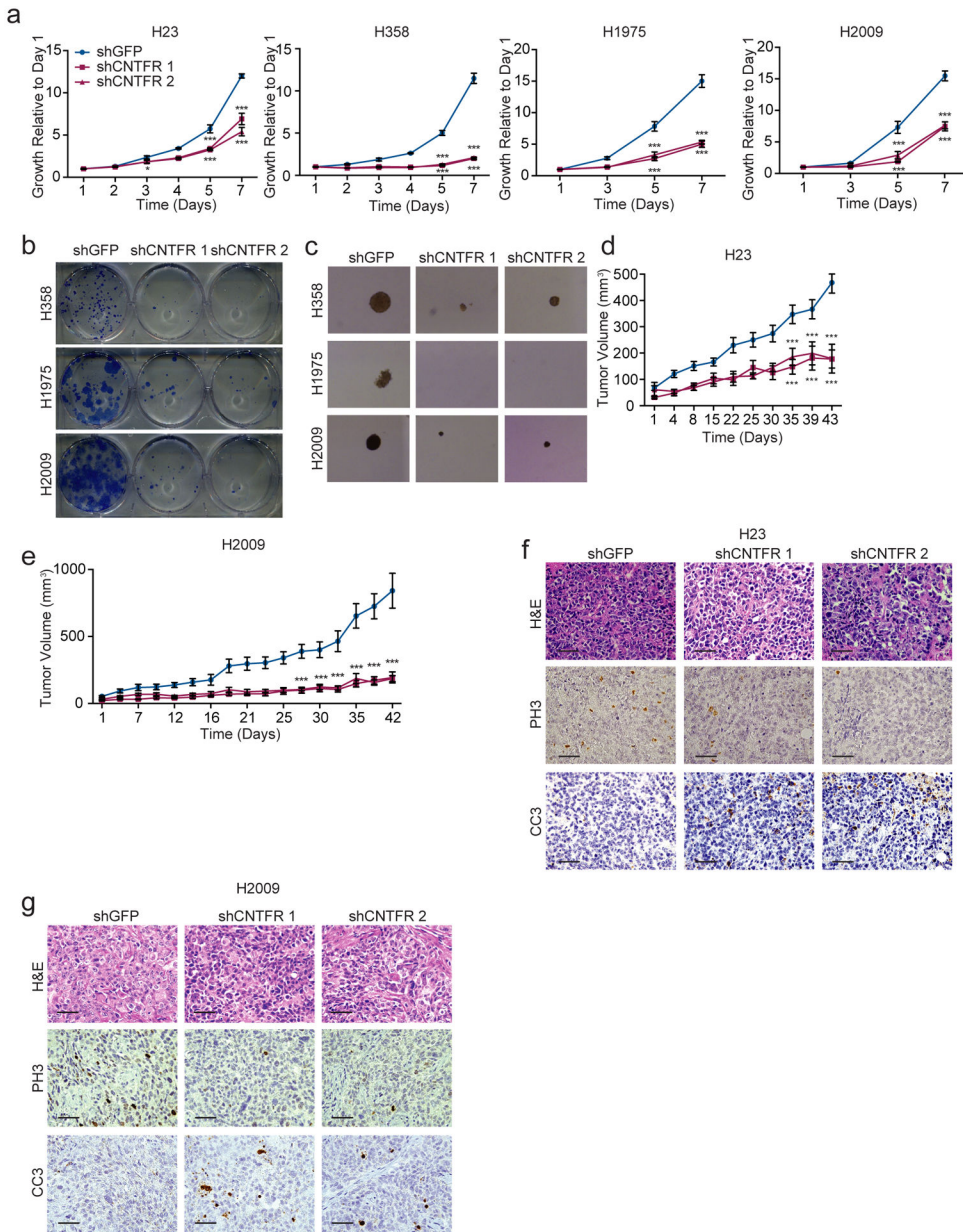 a
H23
Growth Relative to Day 1
15
10
5
0
shGFP
shCNTFR 1
shCNTFR 2
*
***
***
***
***
1 2 3 4 5 7
Time (Days)
H358
Growth Relative to Day 1
15
10
5
0
***
***
***
***
1 2 3 4 5 7
Time (Days)
H1975
Growth Relative to Day 1
20
15
10
5
0
***
***
***
***
1 3 5 7
Time (Days)
H2009
Growth Relative to Day 1
20
15
10
5
0
***
***
***
***
1 3 5 7
Time (Days)
b
shGFP shCNTFR 1 shCNTFR 2
H358
H1975
H2009
c
shGFP shCNTFR 1 shCNTFR 2
H358
H1975
H2009
d
H23
Tumor Volume (mm³)
500
400
300
200
100
0
*** *** ***
*** *** ***
1 4 8 15 22 25 30 35 39 43
Time (Days)
e
H2009
Tumor Volume (mm³)
1000
500
0
*** *** *** *** *** ***
1 7 12 16 21 25 30 35 42
Time (Days)
f
H23
shGFP shCNTFR 1 shCNTFR 2
H&E
PH3
CC3
g
H2009
shGFP shCNTFR 1 shCNTFR 2
H&E
PH3
CC3